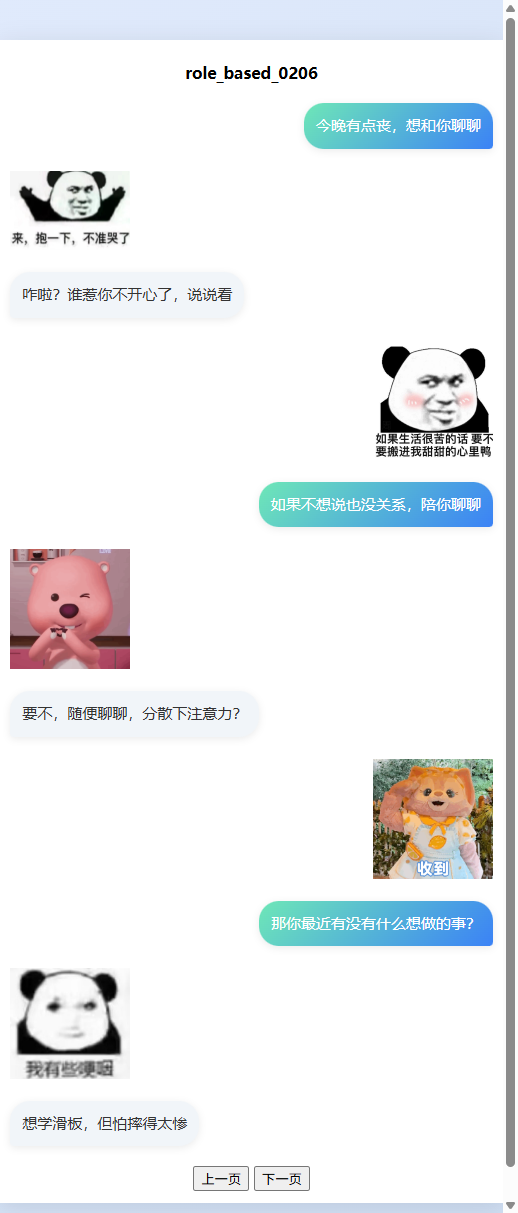 role_based_0206
今晚有点丧，想和你聊聊
来，抱一下，不准哭了
咋啦？谁惹你不开心了，说说看
如果生活很苦的话 要不
要搬进我甜甜的心里鸭
如果不想说也没关系，陪你聊聊
要不，随便聊聊，分散下注意力？
收到
那你最近有没有什么想做的事？
我有些哽咽
想学滑板，但怕摔得太惨
上一页 下一页